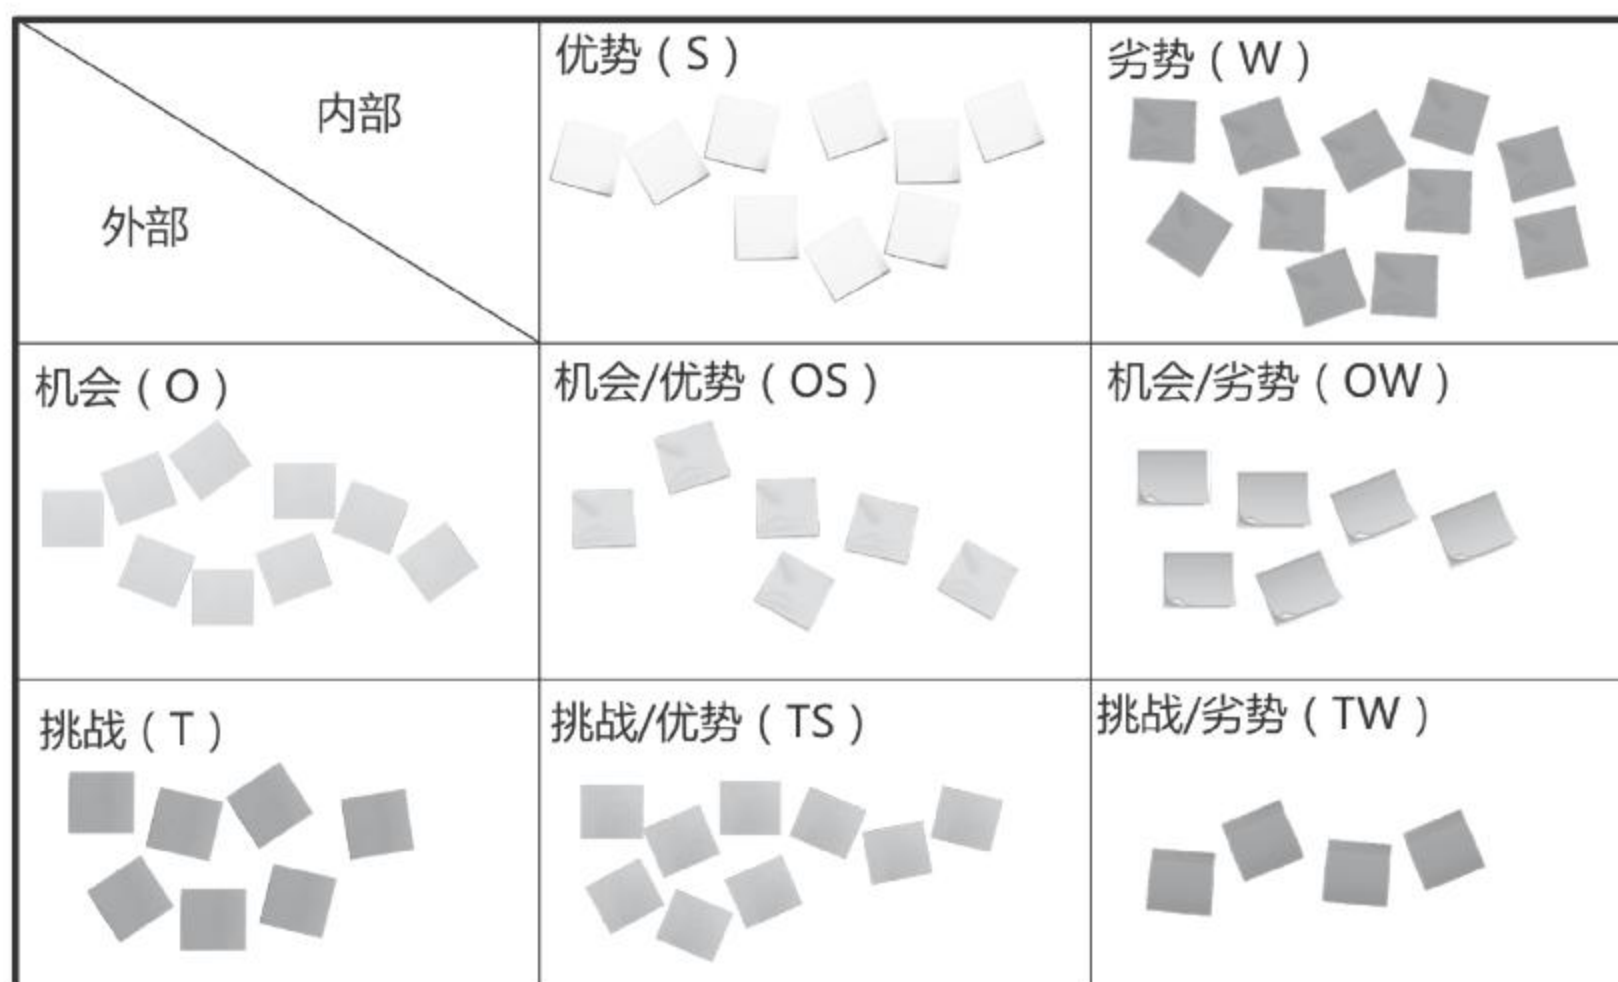 内部
外部
优势（S）
劣势（W）
机会（O）
机会/优势（OS）
机会/劣势（OW）
挑战（T）
挑战/优势（TS）
挑战/劣势（TW）